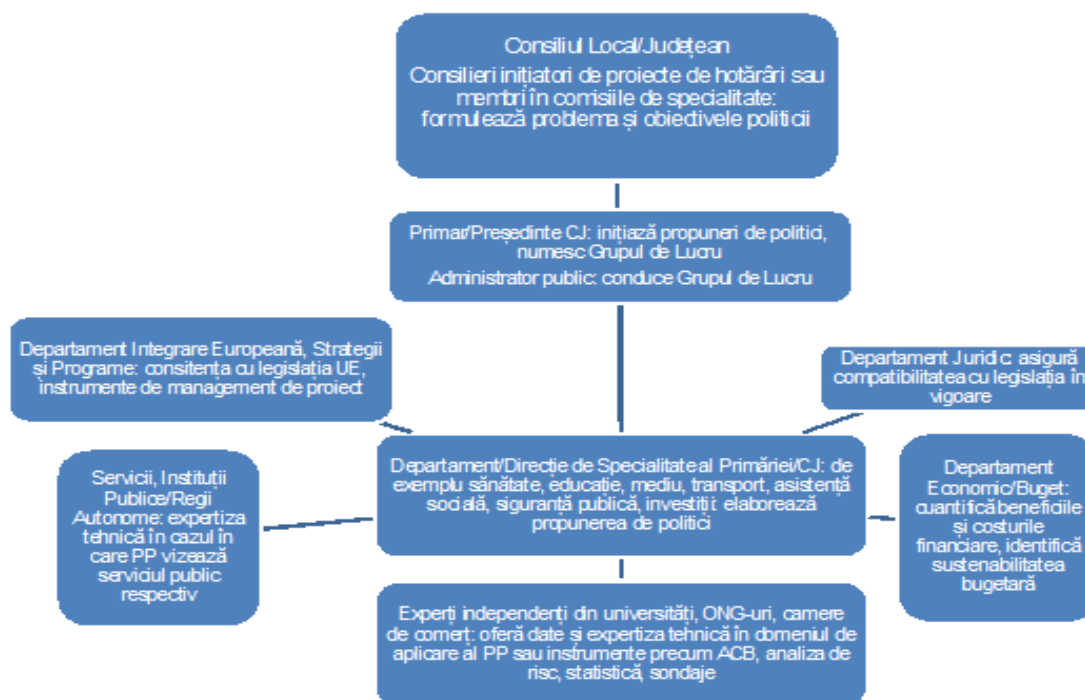 Consiliul Local/Județean
Consilieri inițiatori de proiecte de hotărâri sau
membri în comisiile de specialitate:
formulează problema și obiectivele politicii
Primar/Președinte CJ: inițiază propuneri de politici,
numesc Grupul de Lucru
Administrator public: conduce Grupul de Lucru
Departament Integrare Europeană, Strategii
și Programe: consitența cu legislația UE,
instrumente de management de proiect
Departament Juridic: asigură
compatibilitatea cu legislația în
vigoare
Servicii, Instituții
Publice/Regii
Autonome: expertiza
tehnică în cazul în
care PP vizează
serviciul public
respectiv
Departament/Direcție de Specialitate al Primăriei/CJ: de
exemplu sănătate, educație, mediu, transport, asistență
socială, siguranță publică, investiții: elaborează
propunerea de politici
Departament
Economic/Buget:
cuantifică beneficiile
și costurile
financiare, identifică
sustenabilitatea
bugetară
Experți independenți din universități, ONG-uri, camere
de comerț: oferă date și expertiza tehnică în domeniul de
aplicare al PP sau instrumente precum ACB, analiza de
risc, statistică, sondaje